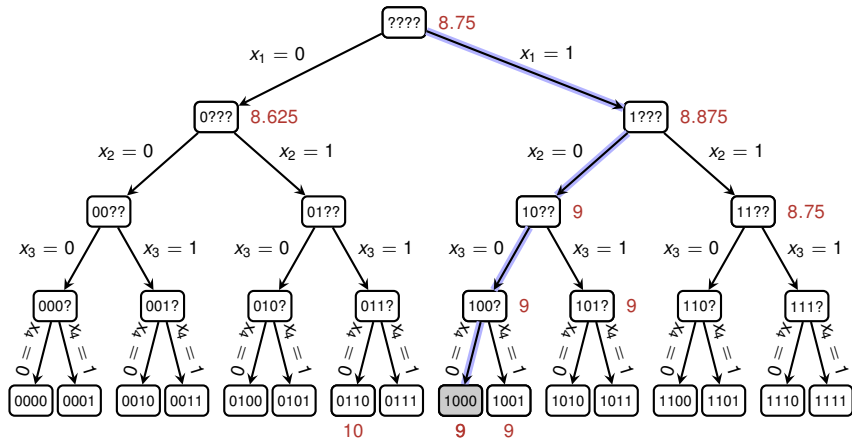 ???? 8.75
x₁ = 0 x₁ = 1
0??? 8.625 1??? 8.875
x₂ = 0 x₂ = 1 x₂ = 0 x₂ = 1
00?? 01?? 10?? 9 11?? 8.75
x₃ = 0 x₃ = 1 x₃ = 0 x₃ = 1 x₃ = 0 x₃ = 1 x₃ = 0 x₃ = 1
000? 001? 010? 011? 100? 9 101? 9 110? 111?
x₄ = 0 x₄ = 1 x₄ = 0 x₄ = 1 x₄ = 0 x₄ = 1 x₄ = 0 x₄ = 1 x₄ = 0 x₄ = 1 x₄ = 0 x₄ = 1 x₄ = 0 x₄ = 1 x₄ = 0 x₄ = 1
0000 0001 0010 0011 0100 0101 0110 0111 1000 1001 1010 1011 1100 1101 1110 1111
10 9 9